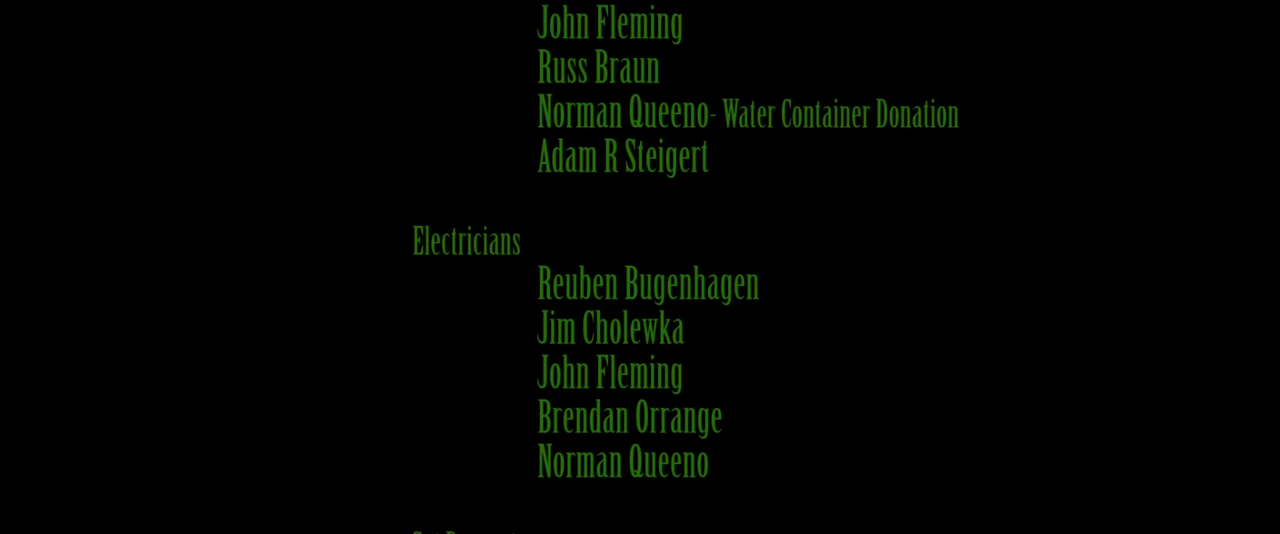 John Fleming
Russ Braun
Norman Queeno- Water Container Donation
Adam R Steigert
Electricians
Reuben Bugenhagen
Jim Cholewka
John Fleming
Brendan Orrange
Norman Queeno